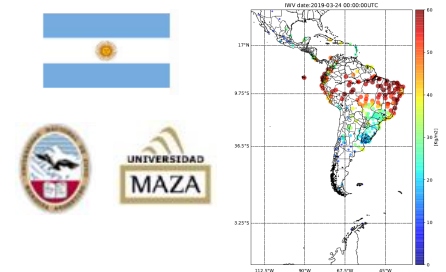 UNIVERSIDAD
MAZA
IWV date:2019-03-24 00:00:00UTC
17°N
9.75°S
36.5°S
63.25°S
112.5°W
90°W
67.5°W
45°W
60
50
40
30
20
10
0
[Kg/m2]